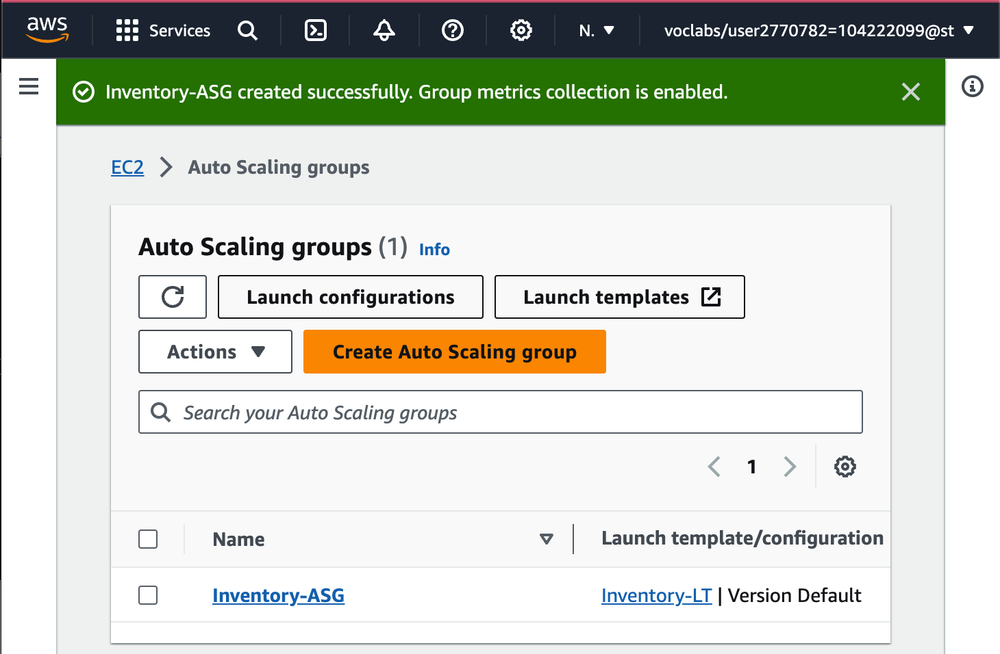 aws Services N. voclabs/user2770782=104222099@st
Inventory-ASG created successfully. Group metrics collection is enabled.
EC2 Auto Scaling groups
Auto Scaling groups (1) Info
Launch configurations Launch templates
Actions Create Auto Scaling group
Search your Auto Scaling groups
1
Name Launch template/configuration
Inventory-ASG Inventory-LT | Version Default